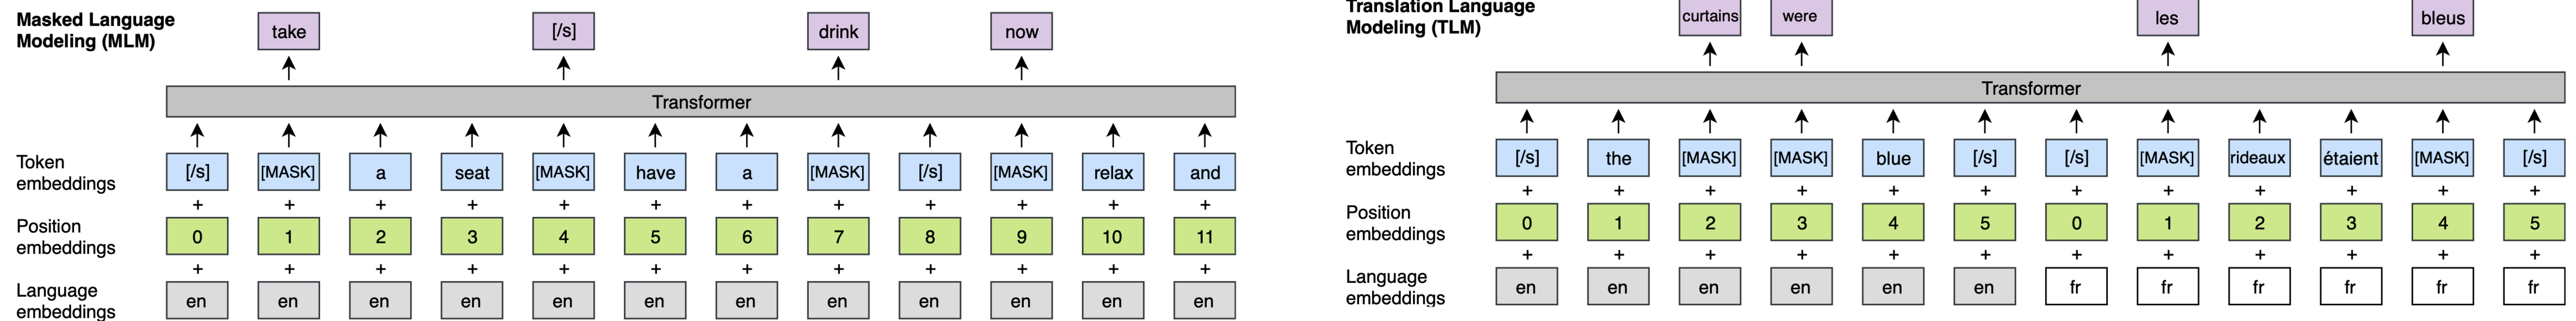 Masked Language
Modeling (MLM)
take [/s] drink now
Transformer
[/s] [MASK] a seat [MASK] have a [MASK] [/s] [MASK] relax and
Token
embeddings
+ + + + + + + + + + + +
Position
embeddings
0 1 2 3 4 5 6 7 8 9 10 11
+ + + + + + + + + + + +
Language
embeddings
en en en en en en en en en en en en
Translation Language
Modeling (TLM)
curtains were les bleus
Transformer
Token
embeddings
[/s] the [MASK] [MASK] blue [/s] [/s] [MASK] rideaux étaient [MASK] [/s]
+ + + + + + + + + + + +
Position
embeddings
0 1 2 3 4 5 0 1 2 3 4 5
+ + + + + + + + + + + +
Language
embeddings
en en en en en en fr fr fr fr fr fr